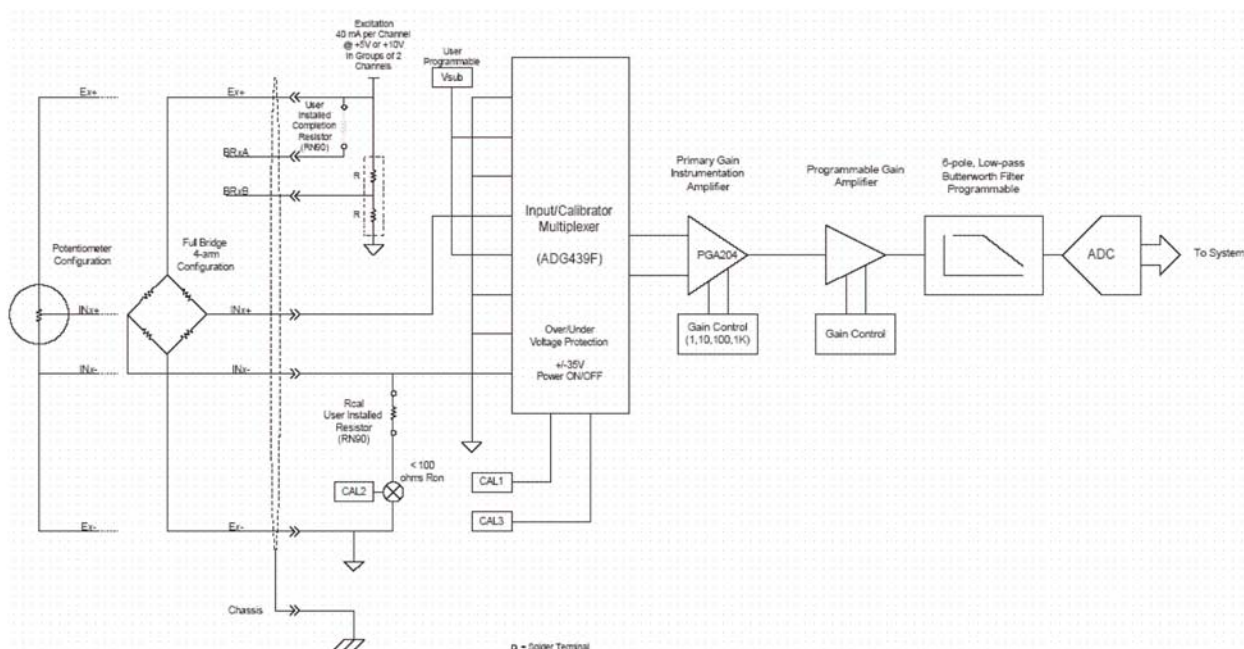 Excitation
40 mA per Channel
@ +5V or +10V
in Groups of 2
Channels
User
Programmable
Vsub
Ex+
Ex+
User
Installed
Completion
Resistor
(RN90)
BRxA
BRxB
R
R
Potentiometer
Configuration
Full Bridge
4-arm
Configuration
INx+
INx+
INx-
INx-
Input/Calibrator
Multiplexer
(ADG439F)
Over/Under
Voltage Protection
+/-35V
Power ON/OFF
Primary Gain
Instrumentation
Amplifier
PGA204
Gain Control
(1,10,100,1K)
Programmable Gain
Amplifier
Gain Control
6-pole, Low-pass
Butterworth Filter
Programmable
ADC
To System
Rcal
User Installed
Resistor
(RN90)
< 100
ohms Ron
CAL2
CAL1
CAL3
Ex-
Ex-
Chassis
= Solder Terminal